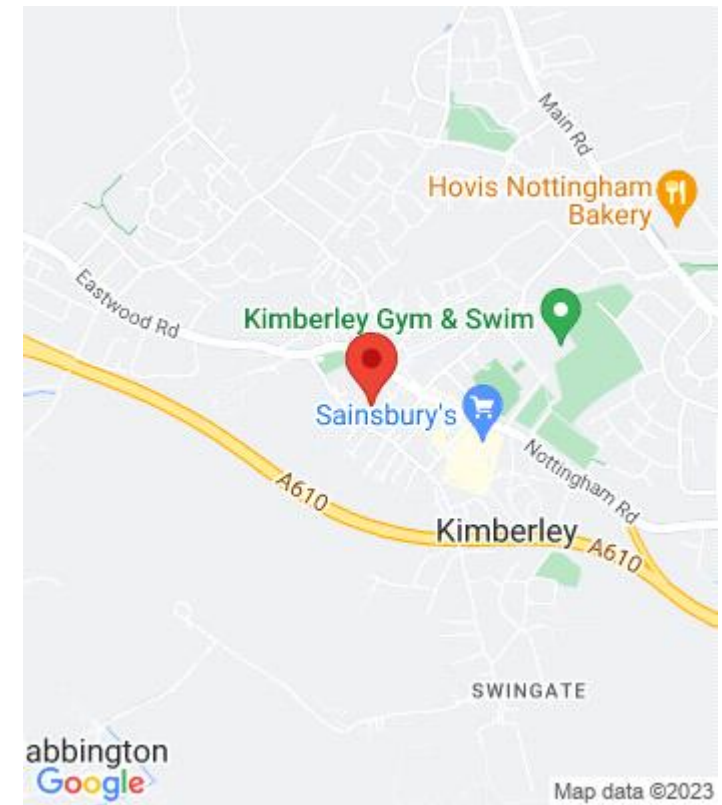 Main Rd
Hovis Nottingham
Bakery
Eastwood Rd
Kimberley Gym & Swim
Sainsbury's
Nottingham Rd
A610
Kimberley
A610
SWINGATE
abbington
Google
Map data ©2023